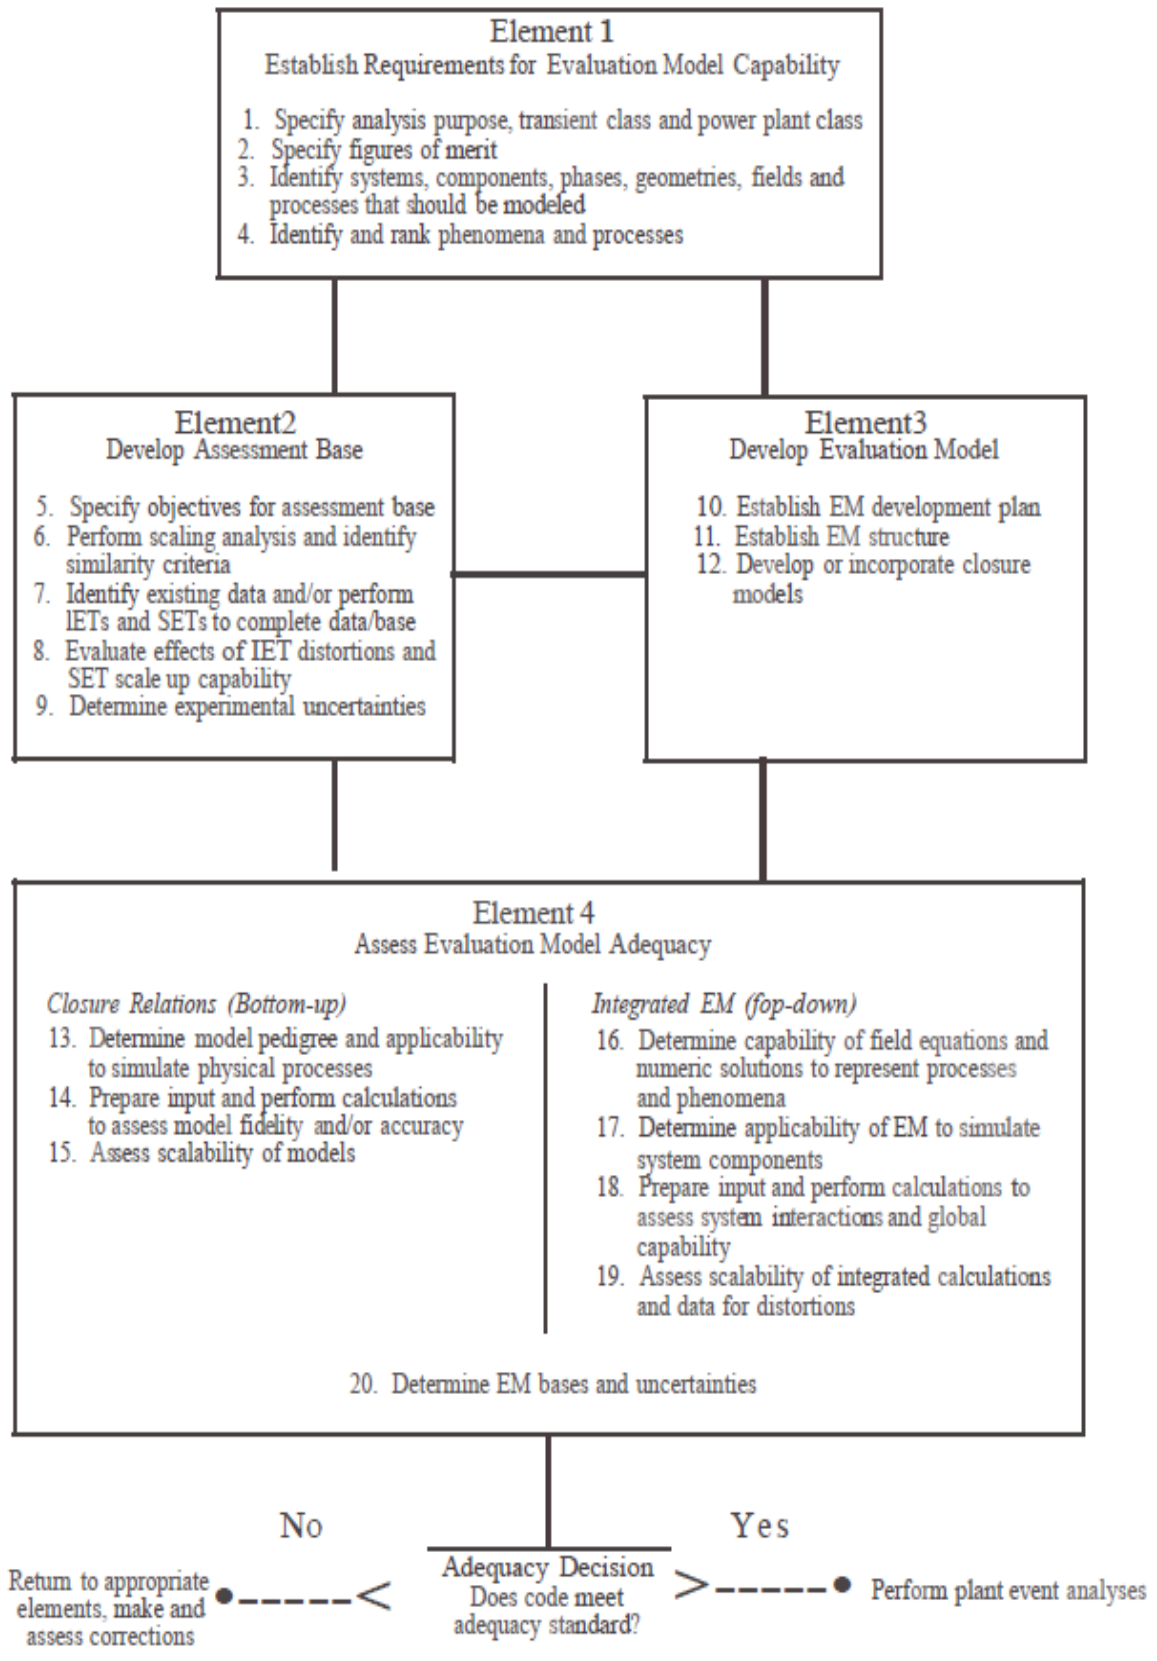 Element 1
Establish Requirements for Evaluation Model Capability
1. Specify analysis purpose, transient class and power plant class
2. Specify figures of merit
3. Identify systems, components, phases, geometries, fields and
processes that should be modeled
4. Identify and rank phenomena and processes
Element2
Develop Assessment Base
5. Specify objectives for assessment base
6. Perform scaling analysis and identify
similarity criteria
7. Identify existing data and/or perform
lETs and SETs to complete data/base
8. Evaluate effects of IET distortions and
SET scale up capability
9. Determine experimental uncertainties
Element3
Develop Evaluation Model
10. Establish EM development plan
11. Establish EM structure
12. Develop or incorporate closure
models
Element 4
Assess Evaluation Model Adequacy
Closure Relations (Bottom-up)
13. Determine model pedigree and applicability
to simulate physical processes
14. Prepare input and perform calculations
to assess model fidelity and/or accuracy
15. Assess scalability of models
Integrated EM (fop-down)
16. Determine capability of field equations and
numeric solutions to represent processes
and phenomena
17. Determine applicability of EM to simulate
system components
18. Prepare input and perform calculations to
assess system interactions and global
capability
19. Assess scalability of integrated calculations
and data for distortions
20. Determine EM bases and uncertainties
No
Yes
Return to appropriate
elements, make and
assess corrections
Adequacy Decision
Does code meet
adequacy standard?
Perform plant event analyses